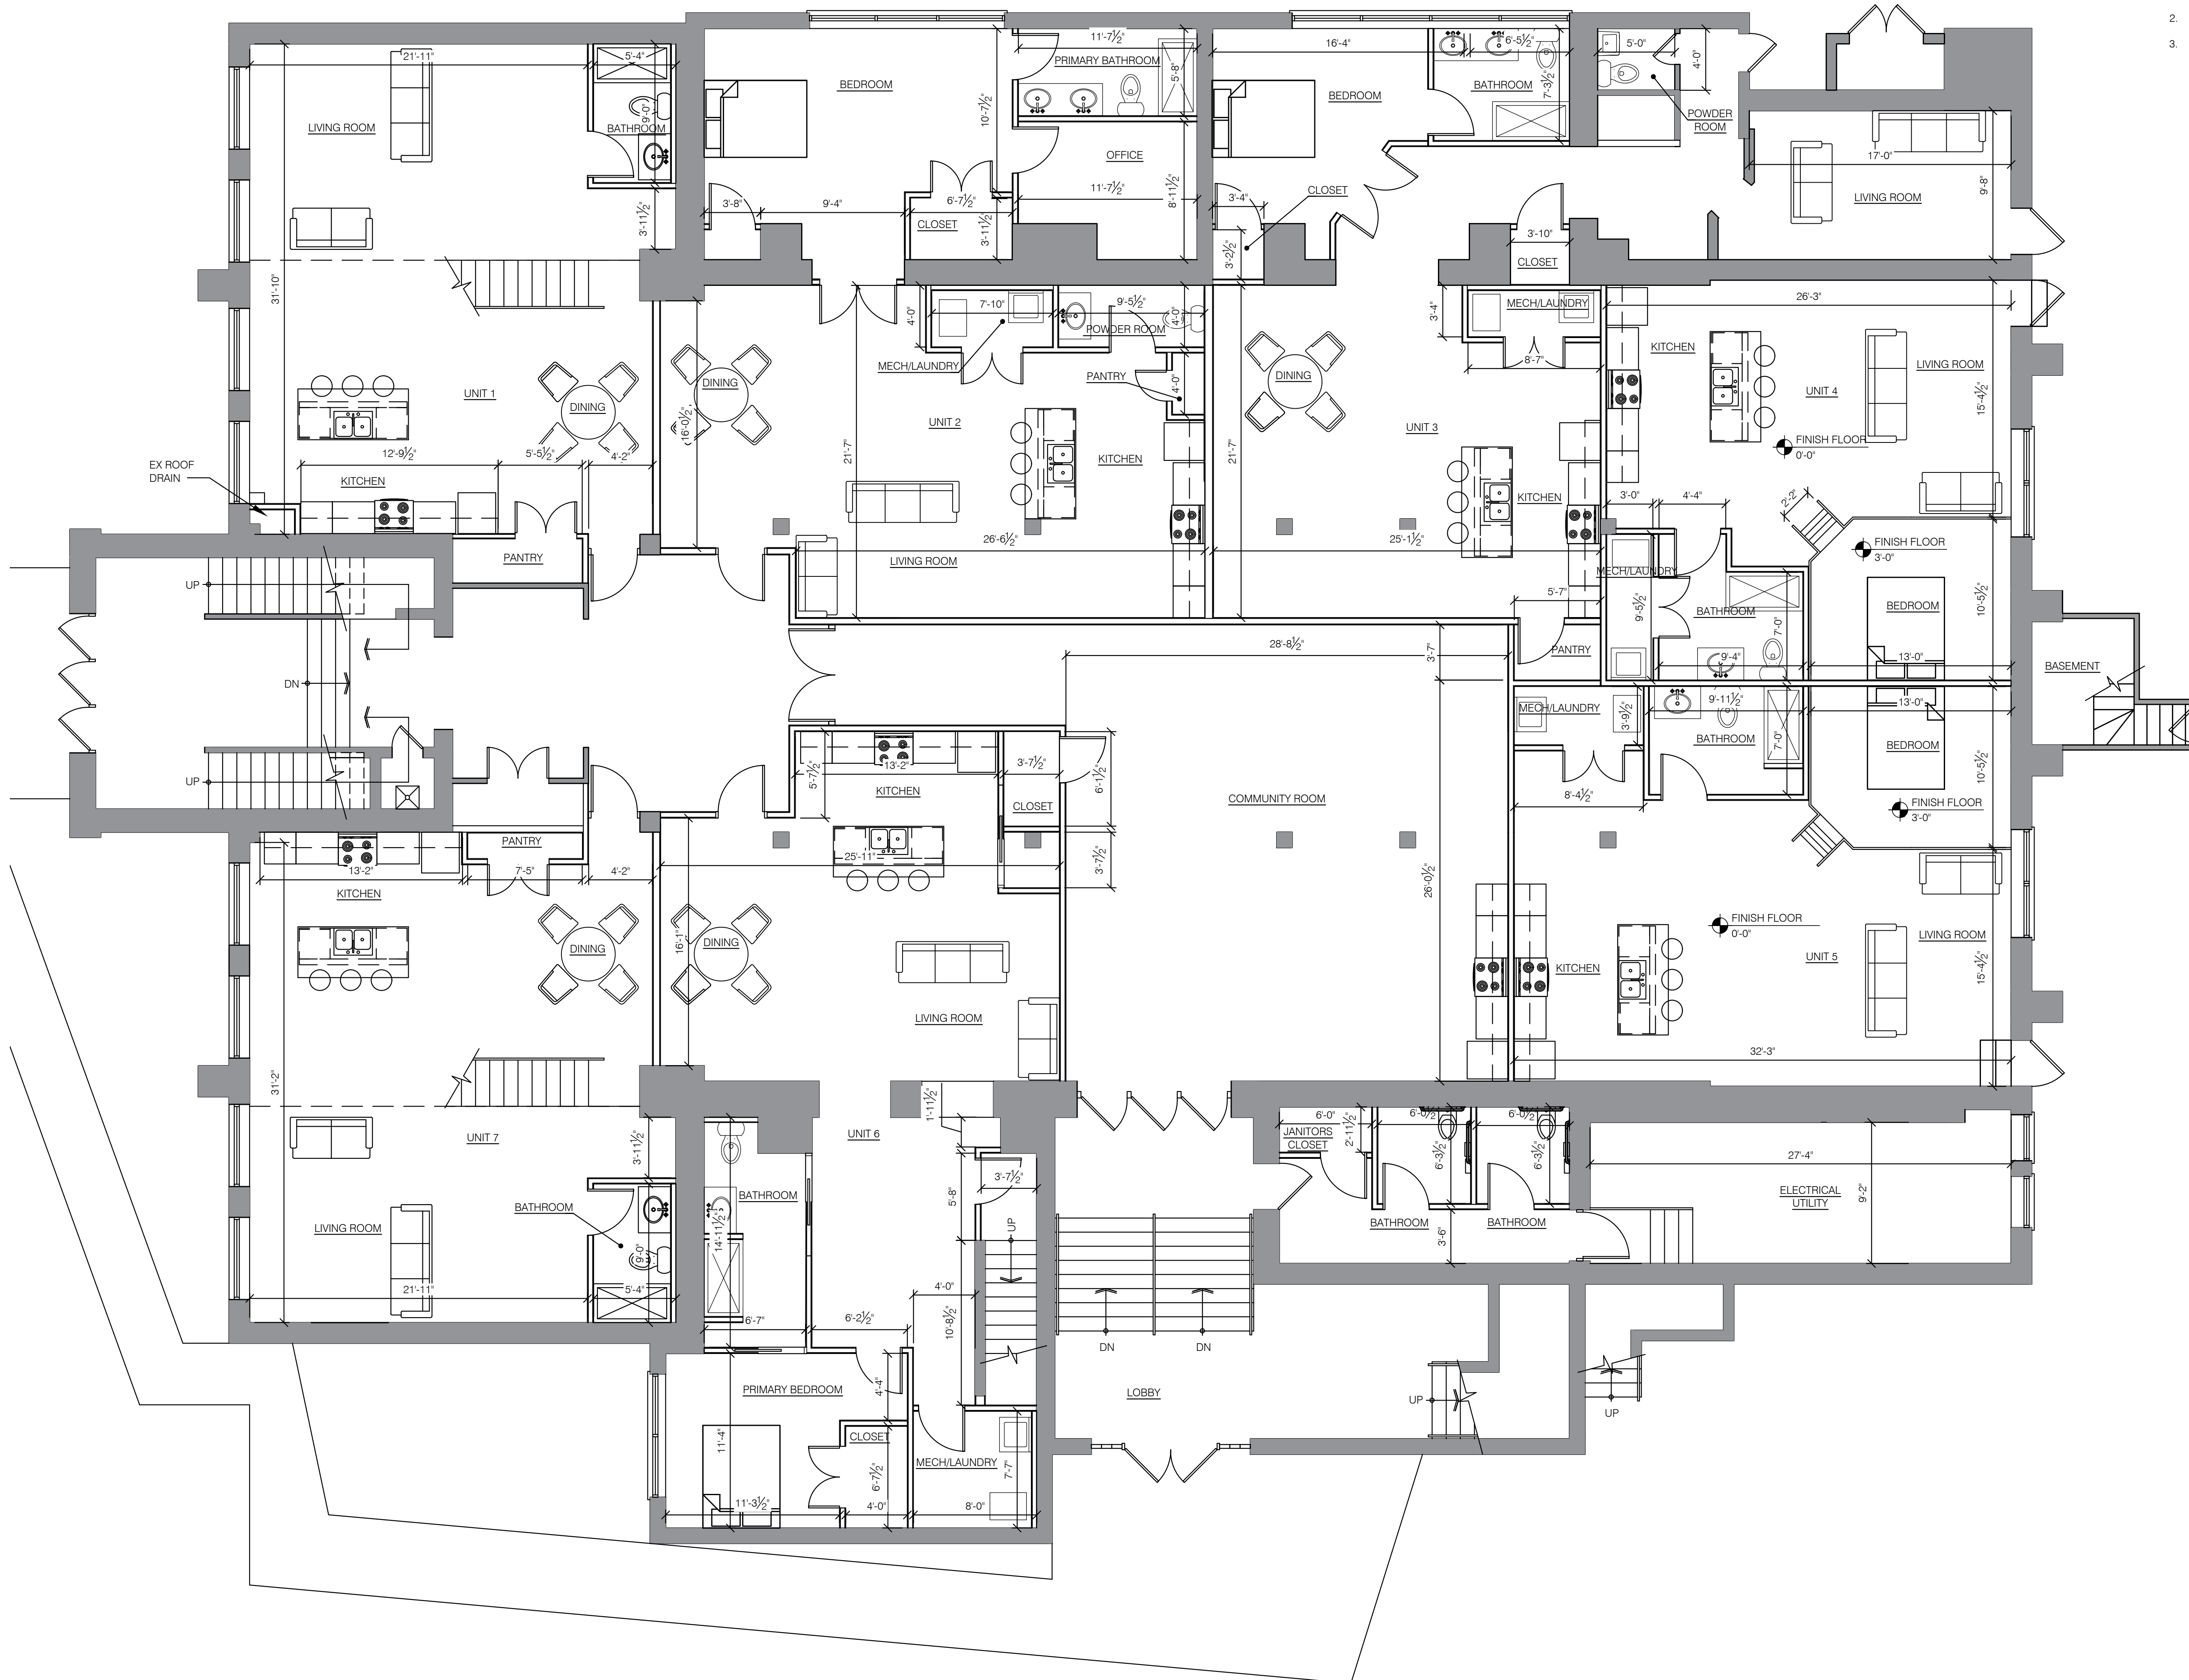 2.
3.
21'-11"
5'-4"
LIVING ROOM
BATHROOM
9'-0"
3'-11½"
31'-10"
BEDROOM
10'-7½"
11'-7½"
PRIMARY BATHROOM
5'-8"
OFFICE
11'-7½"
8'-11½"
3'-8"
9'-4"
6'-7½"
CLOSET
3'-11½"
16'-4"
6'-5½"
BEDROOM
BATHROOM
7'-3½"
CLOSET
3'-4"
3'-2½"
5'-0"
4'-0"
POWDER
ROOM
17'-0"
LIVING ROOM
9'-8"
3'-10"
CLOSET
UNIT 1
DINING
12'-9½"
5'-5½"
4'-2"
KITCHEN
EX ROOF
DRAIN
PANTRY
16'-0½"
DINING
4'-0"
7'-10"
9'-5½"
4'-0"
POWDER ROOM
MECH/LAUNDRY
PANTRY
4'-0"
UNIT 2
21'-7"
KITCHEN
26'-6½"
LIVING ROOM
DINING
21'-7"
3'-4"
MECH/LAUNDRY
8'-7"
UNIT 3
KITCHEN
25'-1½"
5'-7"
PANTRY
26'-3"
KITCHEN
LIVING ROOM
UNIT 4
15'-4½"
FINISH FLOOR
0'-0"
3'-0"
4'-4"
2'-2"
FINISH FLOOR
3'-0"
MECH/LAUNDRY
9'-5½"
BATHROOM
7'-0"
9'-4"
BEDROOM
10'-5½"
13'-0"
BASEMENT
UP
DN
UP
28'-8½"
3'-7"
COMMUNITY ROOM
26'-0½"
MECH/LAUNDRY
3'-9½"
9'-11½"
BATHROOM
7'-0"
8'-4½"
13'-0"
BEDROOM
10'-5½"
FINISH FLOOR
3'-0"
5'-7½"
13'-2"
KITCHEN
3'-7½"
CLOSET
6'-1½"
3'-7½"
25'-11"
DINING
16'-1"
LIVING ROOM
PANTRY
13'-2"
7'-5"
4'-2"
KITCHEN
DINING
31'-2"
UNIT 7
3'-11½"
BATHROOM
LIVING ROOM
9'-0"
21'-11"
5'-4"
FINISH FLOOR
0'-0"
LIVING ROOM
UNIT 5
KITCHEN
15'-4½"
32'-3"
UNIT 6
1'-11½"
BATHROOM
14'-11½"
5'-8"
3'-7½"
UP
4'-0"
10'-8½"
6'-7"
6'-2½"
PRIMARY BEDROOM
4'-4"
11'-4"
CLOSET
6'-7½"
MECH/LAUNDRY
7'-7"
11'-3½"
4'-0"
8'-0"
6'-0"
JANITORS
CLOSET
2'-11½"
6'-0½"
6'-0½"
6'-3½"
6'-3½"
BATHROOM
BATHROOM
3'-6"
27'-4"
ELECTRICAL
UTILITY
9'-2"
DN
DN
LOBBY
UP
UP